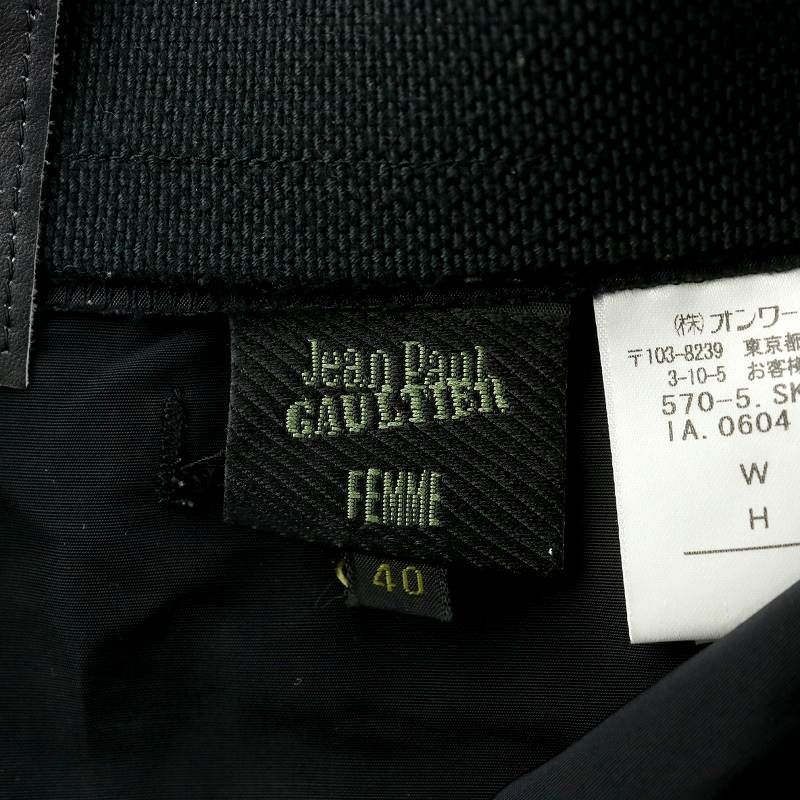 Jean Paul
GAULTIER
FEMME
40
(株)オンワー
〒103-8239 東京都
3-10-5 お客様
570-5. SK
IA. 0604
W
H